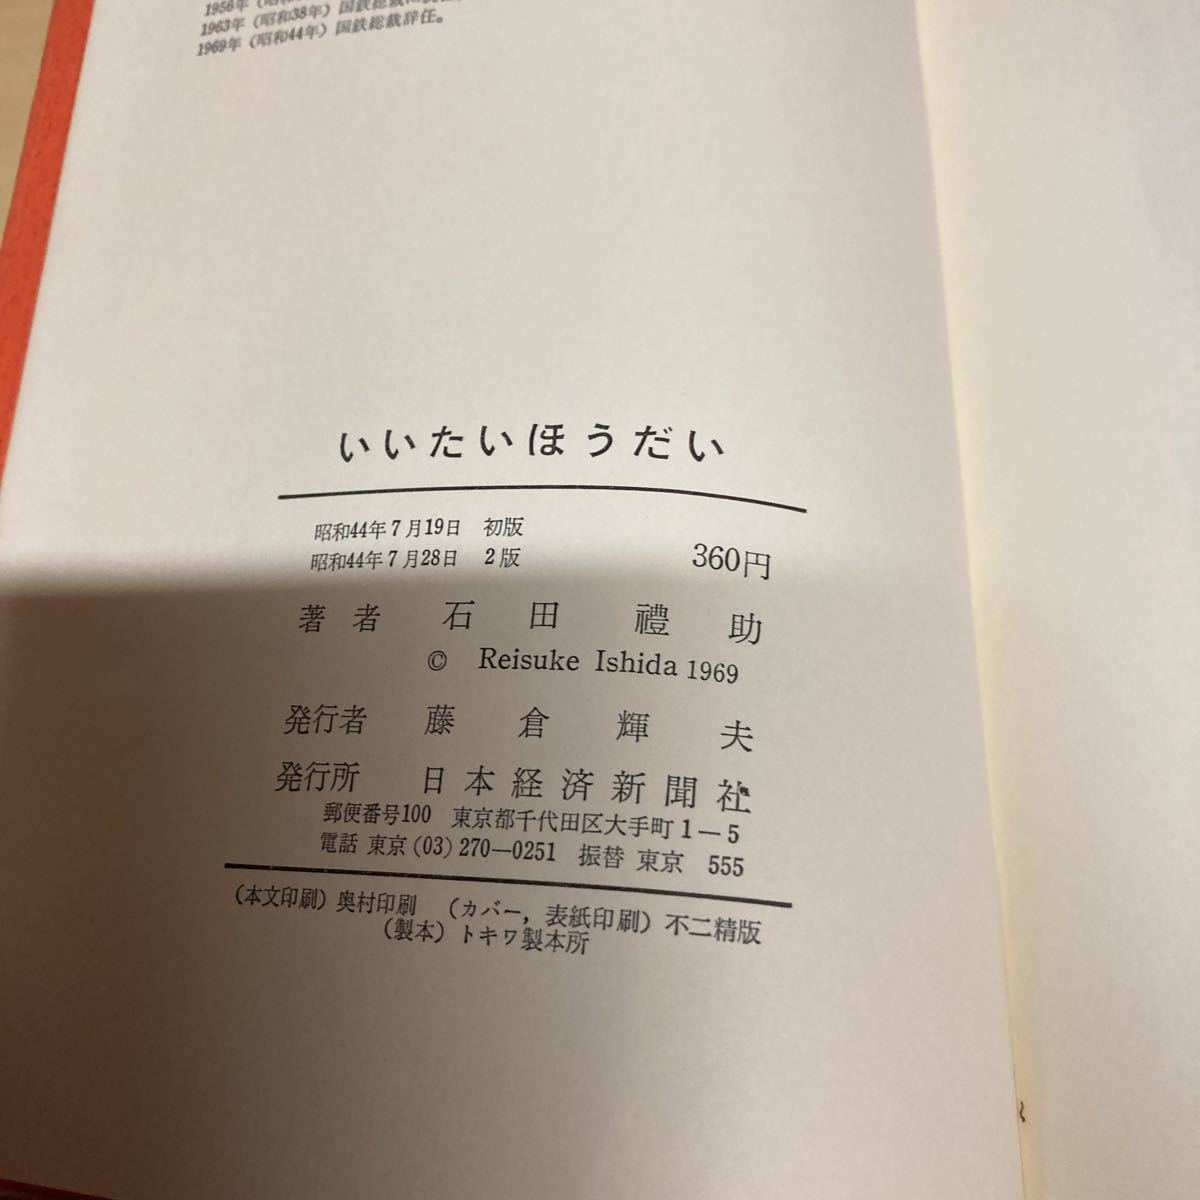 1956年（昭和
1963年（昭和38年）国鉄総裁に
1969年（昭和44年）国鉄総裁辞任。
いいたいほうだい
昭和44年7月19日 初版
昭和44年7月28日 2版 360円
著者 石田禮助
© Reisuke Ishida 1969
発行者 藤倉輝夫
発行所 日本経済新聞社
郵便番号100 東京都千代田区大手町1―5
電話 東京(03)270―0251 振替 東京 555
（本文印刷）奥村印刷 （カバー，表紙印刷）不二精版
（製本）トキワ製本所